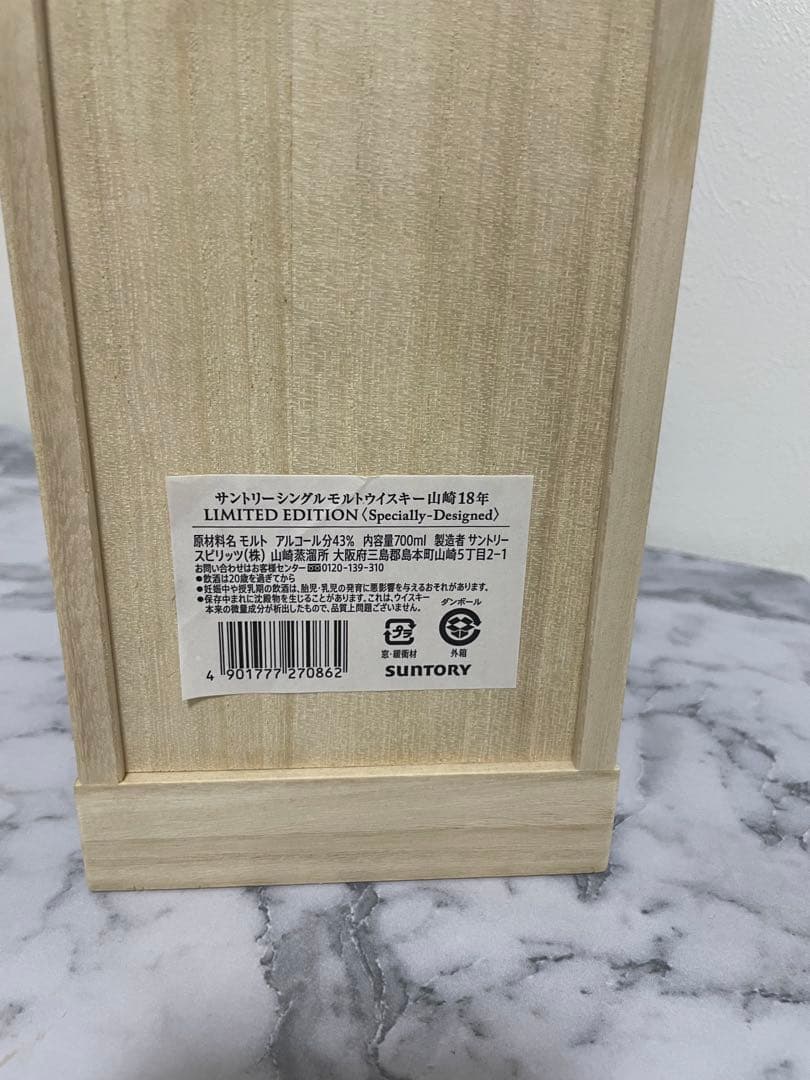 サントリーシングルモルトウイスキー山崎18年
LIMITED EDITION〈Specially-Designed〉
原材料名 モルト アルコール分43% 内容量700ml 製造者 サントリー
スピリッツ(株) 山崎蒸溜所 大阪府三島郡島本町山崎5丁目2-1
お問い合わせはお客様センター 0120-139-310
●飲酒は20歳を過ぎてから
●妊娠中や授乳期の飲酒は、胎児・乳児の発育に悪影響を与えるおそれがあります。
●保存中まれに沈殿物を生じることがあります。これは、ウイスキー
本来の微量成分が析出したもので、品質上問題ございません。
ダンボール
プラ
窓・緩衝材
外箱
4 901777 270862
SUNTORY